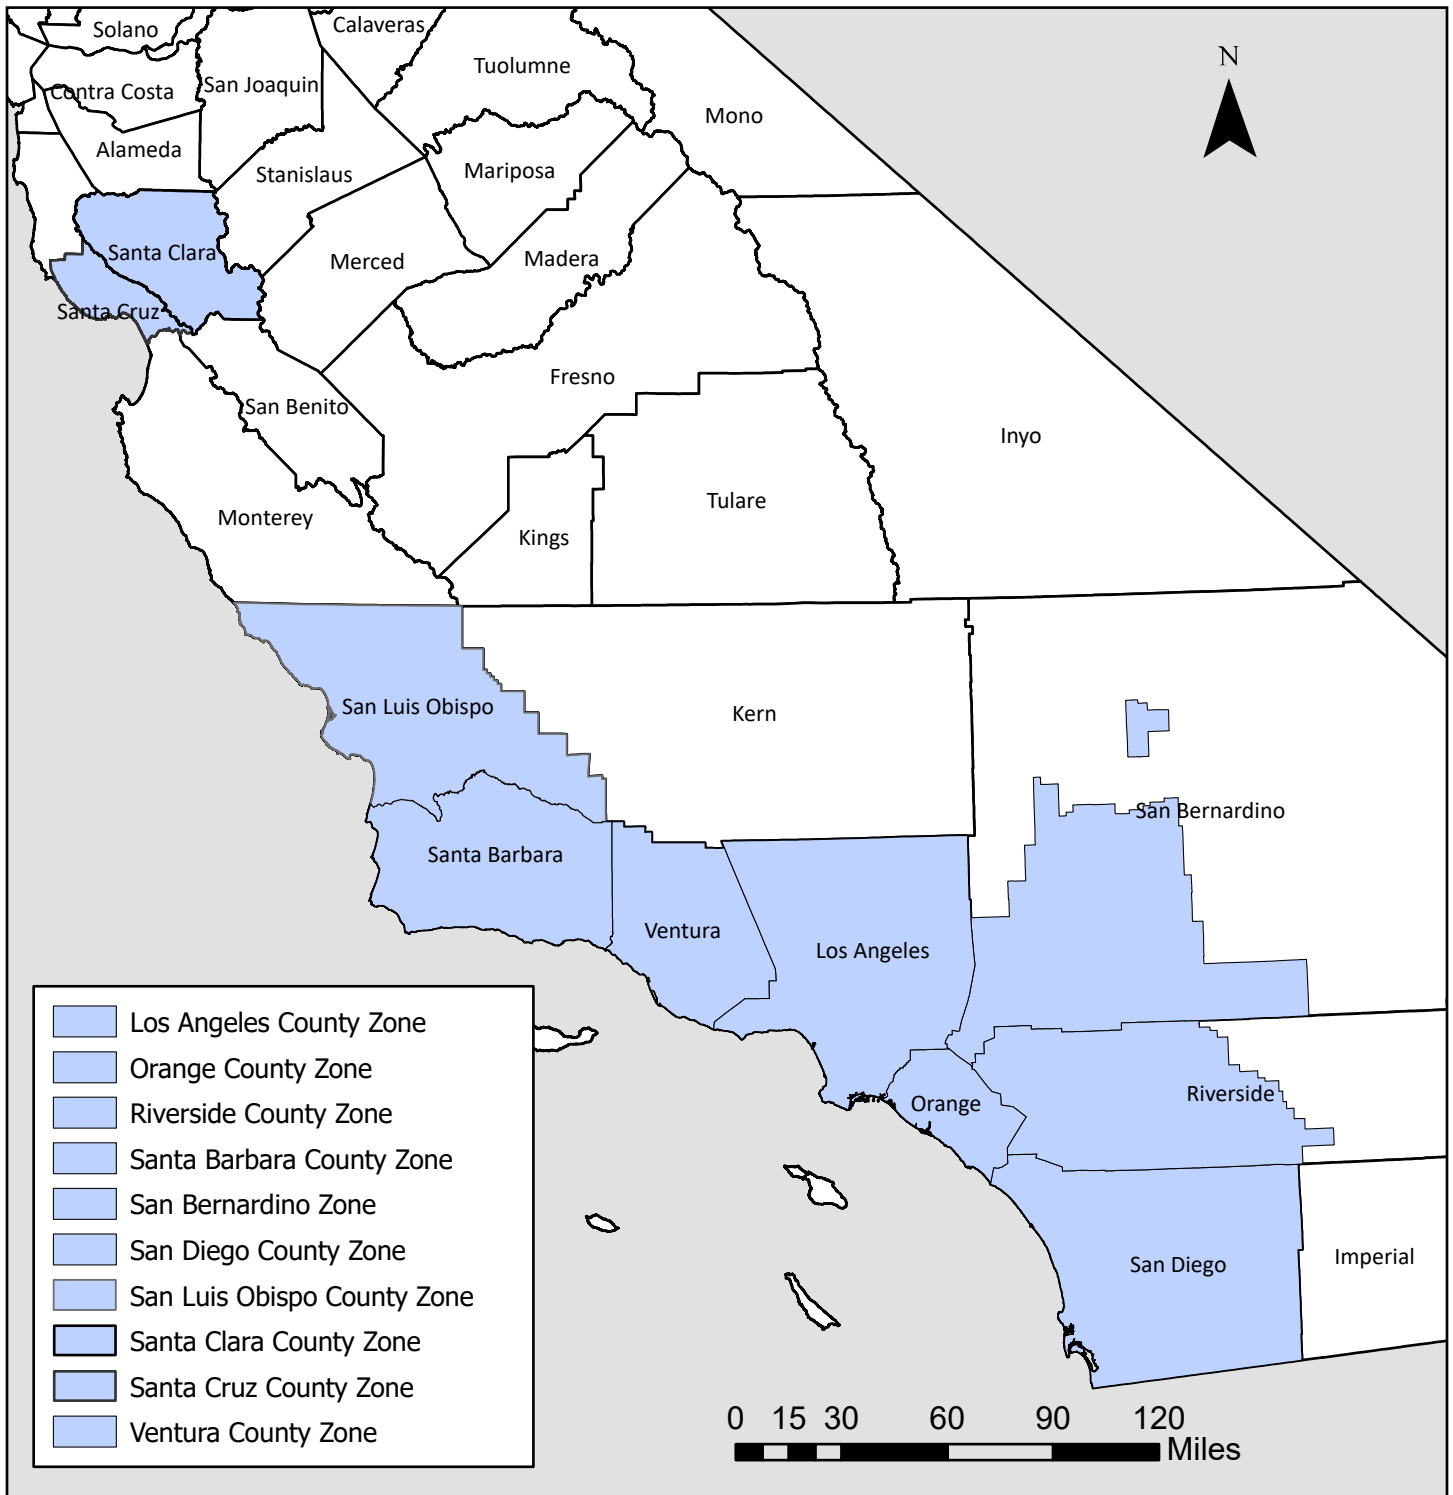 Solano
Calaveras
Tuolumne
N
Contra Costa
San Joaquin
Mono
Alameda
Stanislaus
Mariposa
Santa Clara
Merced
Madera
Santa Cruz
Fresno
San Benito
Inyo
Monterey
Tulare
Kings
San Luis Obispo
Kern
San Bernardino
Santa Barbara
Ventura
Los Angeles
Riverside
Orange
San Diego
Imperial
Los Angeles County Zone
Orange County Zone
Riverside County Zone
Santa Barbara County Zone
San Bernardino Zone
San Diego County Zone
San Luis Obispo County Zone
Santa Clara County Zone
Santa Cruz County Zone
Ventura County Zone
0 15 30 60 90 120
Miles